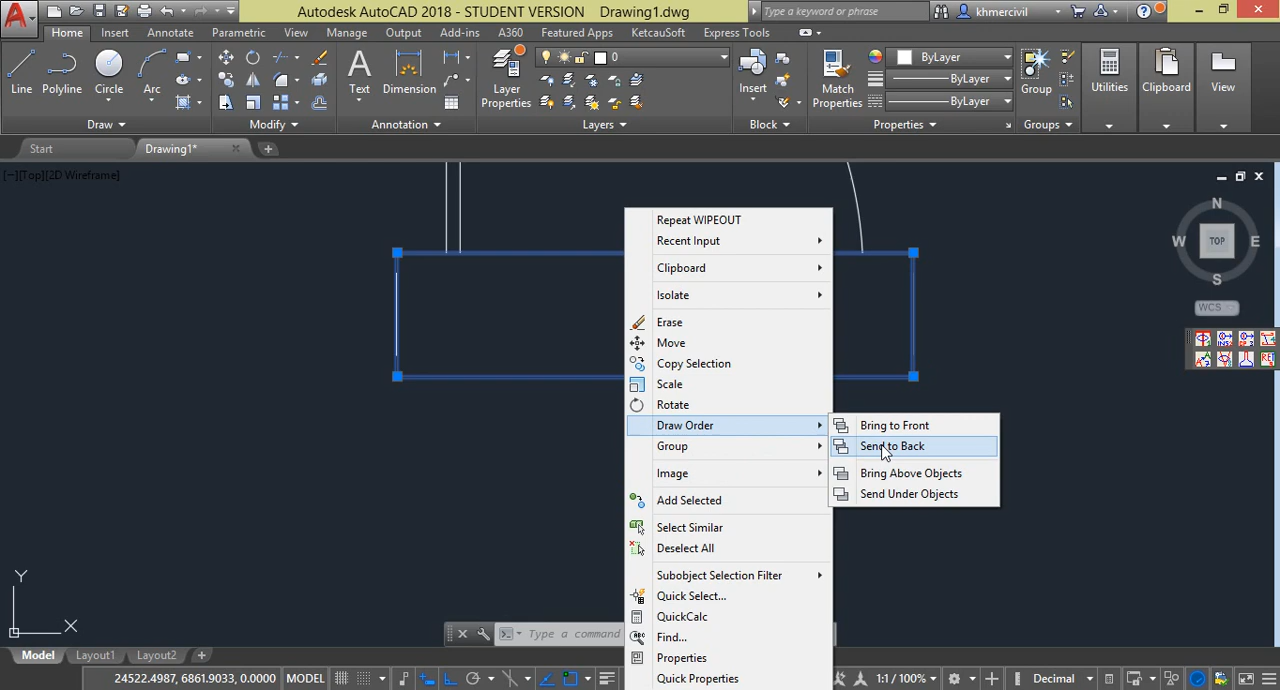 Autodesk AutoCAD 2018 - STUDENT VERSION Drawing1.dwg
Type a keyword or phrase
khmercivil
Home Insert Annotate Parametric View Manage Output Add-ins A360 Featured Apps KetcauSoft Express Tools
Line Polyline Circle Arc
Text Dimension
Layer Properties
0
Insert
Match Properties
ByLayer
ByLayer
ByLayer
Group
Utilities
Clipboard
View
Draw Modify Annotation Layers Block Properties Groups
Start Drawing1*
[−][Top][2D Wireframe]
N
W TOP E
S
WCS
Repeat WIPEOUT
Recent Input
Clipboard
Isolate
Erase
Move
Copy Selection
Scale
Rotate
Draw Order
Group
Image
Add Selected
Select Similar
Deselect All
Subobject Selection Filter
Quick Select...
QuickCalc
Find...
Properties
Quick Properties
Bring to Front
Send to Back
Bring Above Objects
Send Under Objects
Y
X
Type a command
Model Layout1 Layout2
24522.4987, 6861.9033, 0.0000 MODEL
1:1 / 100%
Decimal